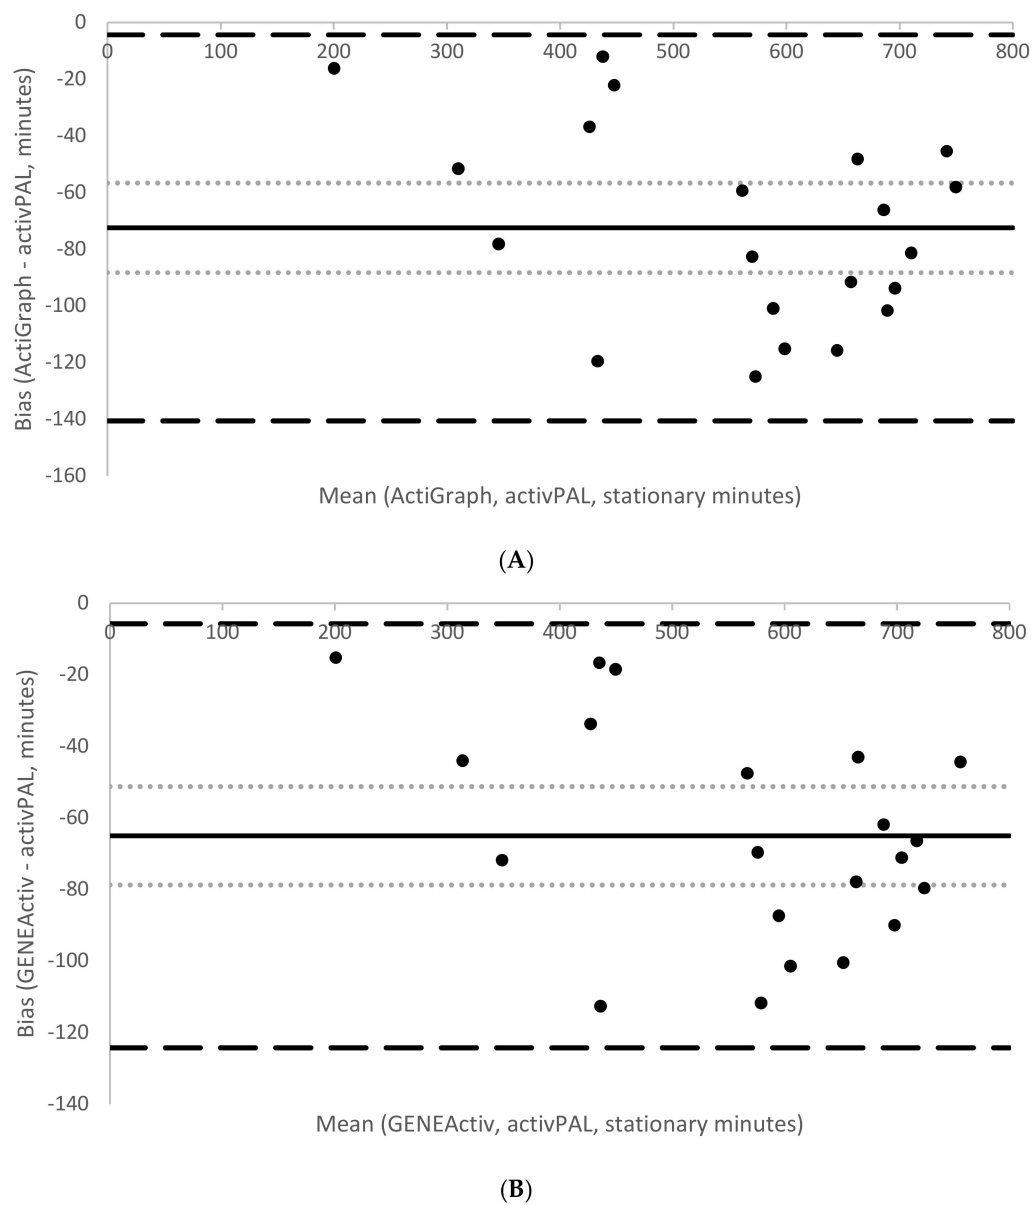 0
0 100 200 300 400 500 600 700 800
-20
-40
-60
-80
-100
-120
-140
-160
Bias (ActiGraph - activPAL, minutes)
Mean (ActiGraph, activPAL, stationary minutes)
(A)
0
0 100 200 300 400 500 600 700 800
-20
-40
-60
-80
-100
-120
-140
Bias (GENEActiv - activPAL, minutes)
Mean (GENEActiv, activPAL, stationary minutes)
(B)